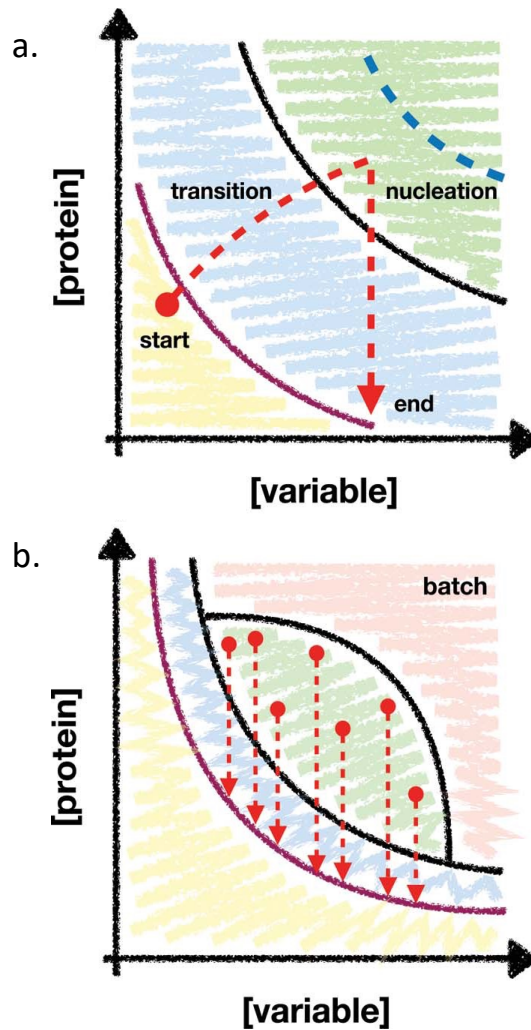 a.
[protein]
transition
nucleation
start
end
[variable]
b.
[protein]
batch
[variable]